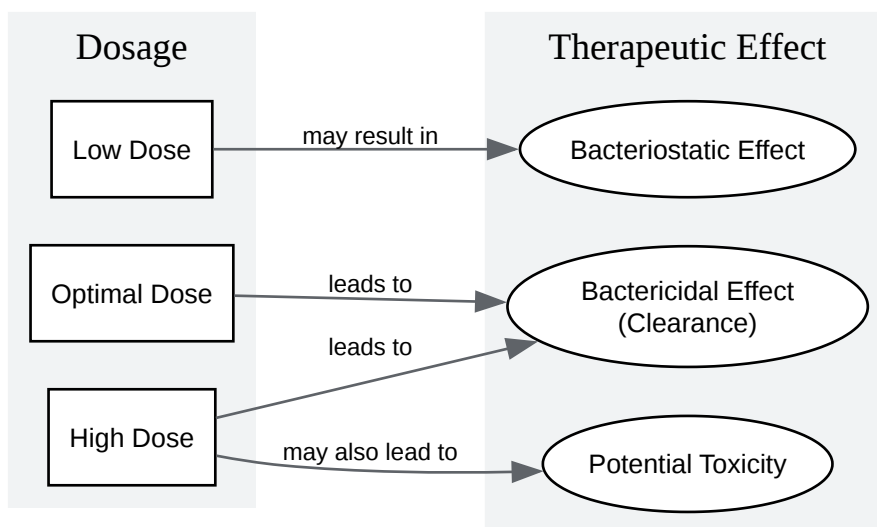 Dosage
Therapeutic Effect
Low Dose
may result in
Bacteriostatic Effect
Optimal Dose
leads to
Bactericidal Effect
(Clearance)
leads to
High Dose
may also lead to
Potential Toxicity